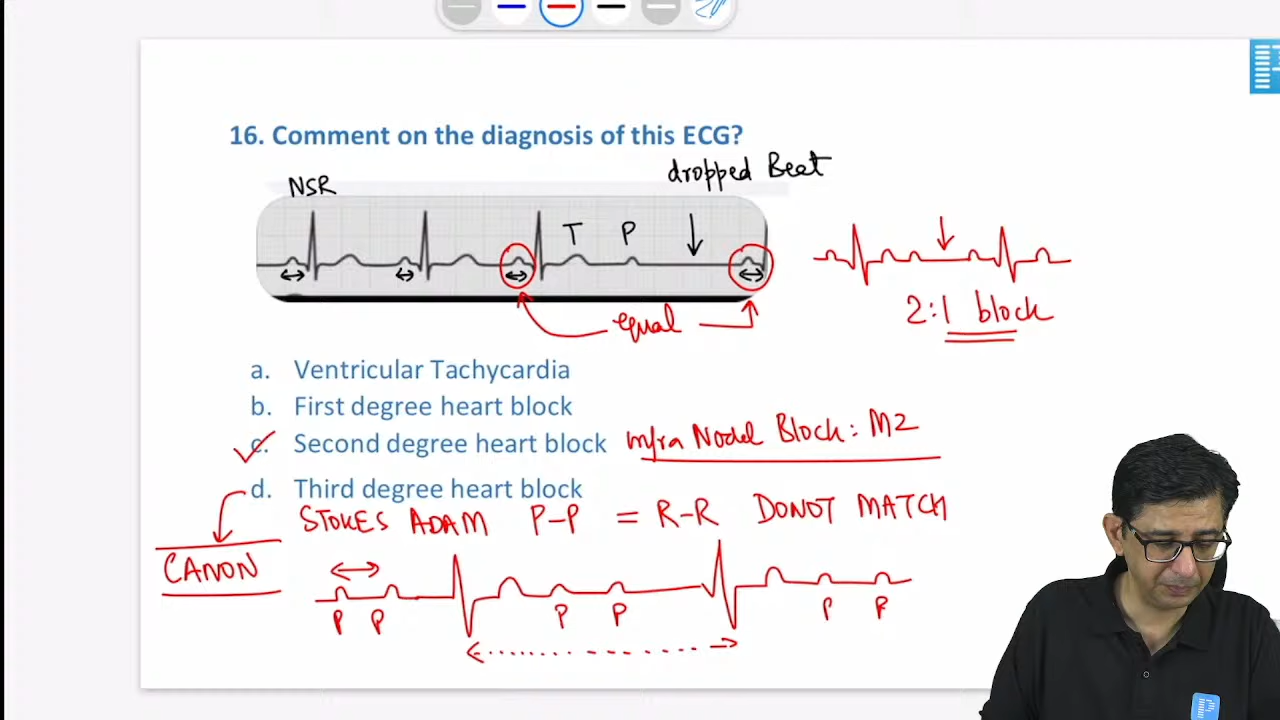 16. Comment on the diagnosis of this ECG?
dropped Beat
NSR
T P
equal
2:1 block
a. Ventricular Tachycardia
b. First degree heart block
c. Second degree heart block Infra Nodal Block: M2
d. Third degree heart block
STOKES ADAM P-P = R-R DONOT MATCH
CANON
P P P P P P